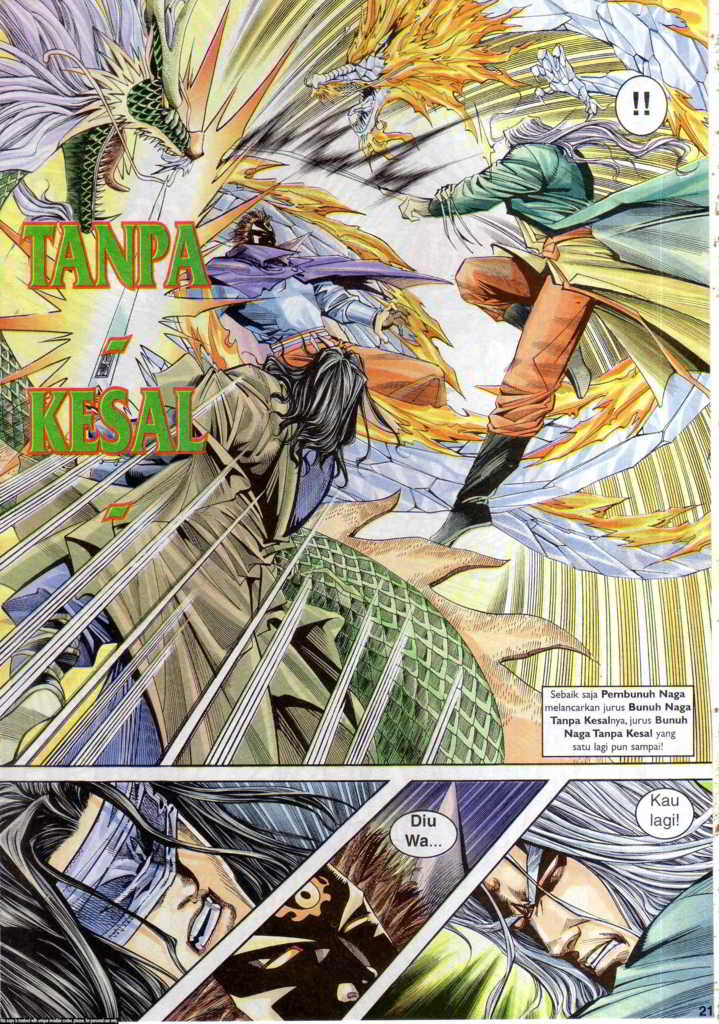 !!
TANPA
-
KESAL
-
Sebaik saja Pembunuh Naga
melancarkan jurus Bunuh Naga
Tanpa Kesalnya, jurus Bunuh
Naga Tanpa Kesal yang
satu lagi pun sampai!
Diu
Wa...
Kau
lagi!
21